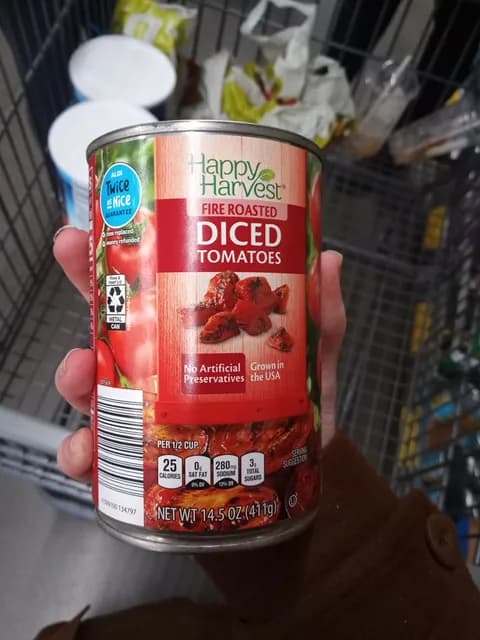 ALDI
Twice
as Nice
GUARANTEE
Happy
Harvest®
FIRE ROASTED
DICED
TOMATOES
METAL
CAN
No Artificial
Preservatives
Grown in
the USA
PER 1/2 CUP
25
CALORIES
0g
SAT FAT
0% DV
280mg
SODIUM
12% DV
3g
TOTAL
SUGARS
SERVING
SUGGESTION
NET WT 14.5 OZ (411g)